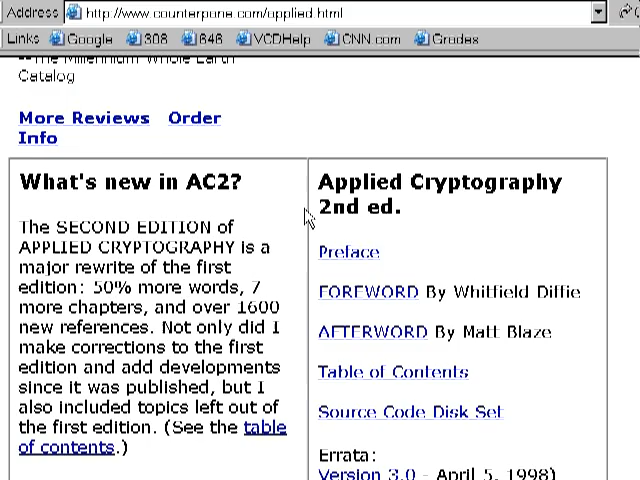 Address http://www.counterpane.com/applied.html
Links Google 308 646 VCDHelp CNN.com Grades
--The Millennium Whole Earth
Catalog
More Reviews Order
Info
What's new in AC2?
The SECOND EDITION of
APPLIED CRYPTOGRAPHY is a
major rewrite of the first
edition: 50% more words, 7
more chapters, and over 1600
new references. Not only did I
make corrections to the first
edition and add developments
since it was published, but I
also included topics left out of
the first edition. (See the table
of contents.)
Applied Cryptography
2nd ed.
Preface
FOREWORD By Whitfield Diffie
AFTERWORD By Matt Blaze
Table of Contents
Source Code Disk Set
Errata:
Version 3.0 - April 5, 1998)